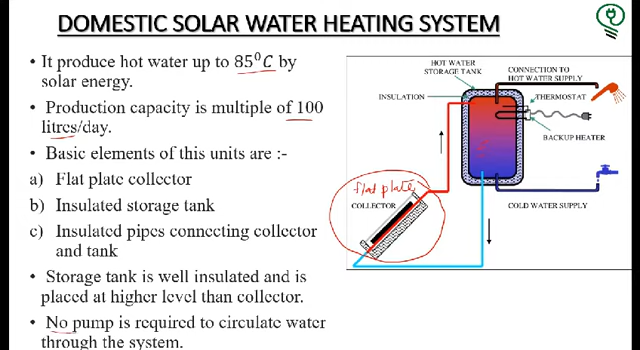 DOMESTIC SOLAR WATER HEATING SYSTEM
• It produce hot water up to 85⁰C by
solar energy.
• Production capacity is multiple of 100
litres/day.
• Basic elements of this units are :-
a) Flat plate collector
b) Insulated storage tank
c) Insulated pipes connecting collector
and tank
• Storage tank is well insulated and is
placed at higher level than collector.
• No pump is required to circulate water
through the system.
HOT WATER
STORAGE TANK
CONNECTION TO
HOT WATER SUPPLY
INSULATION
THERMOSTAT
BACKUP HEATER
flat plate
COLLECTOR
COLD WATER SUPPLY